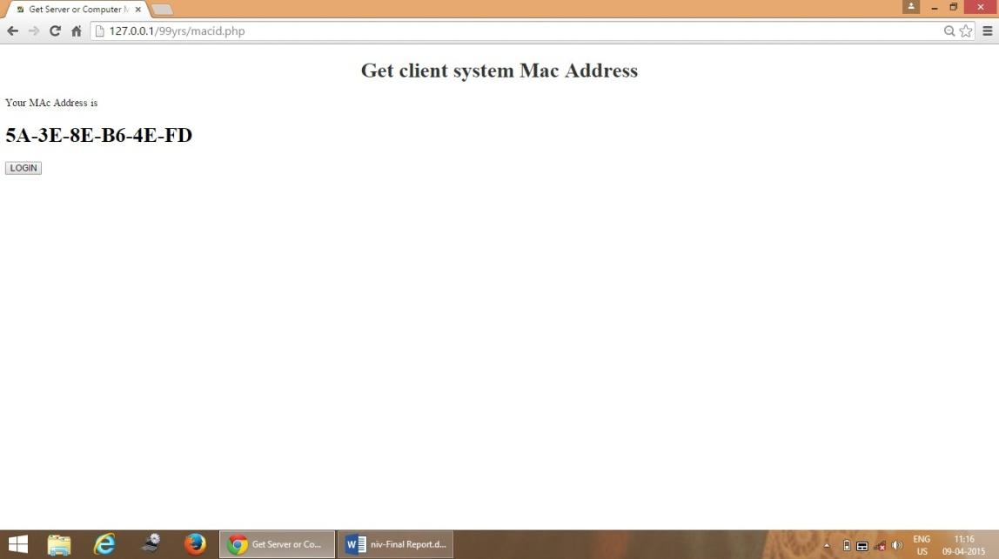 Get Server or Computer M
127.0.0.1/99yrs/macid.php
Get client system Mac Address
Your MAc Address is
5A-3E-8E-B6-4E-FD
LOGIN
Get Server or Co...
niv-Final Report.d...
ENG
US
11:16
09-04-2015